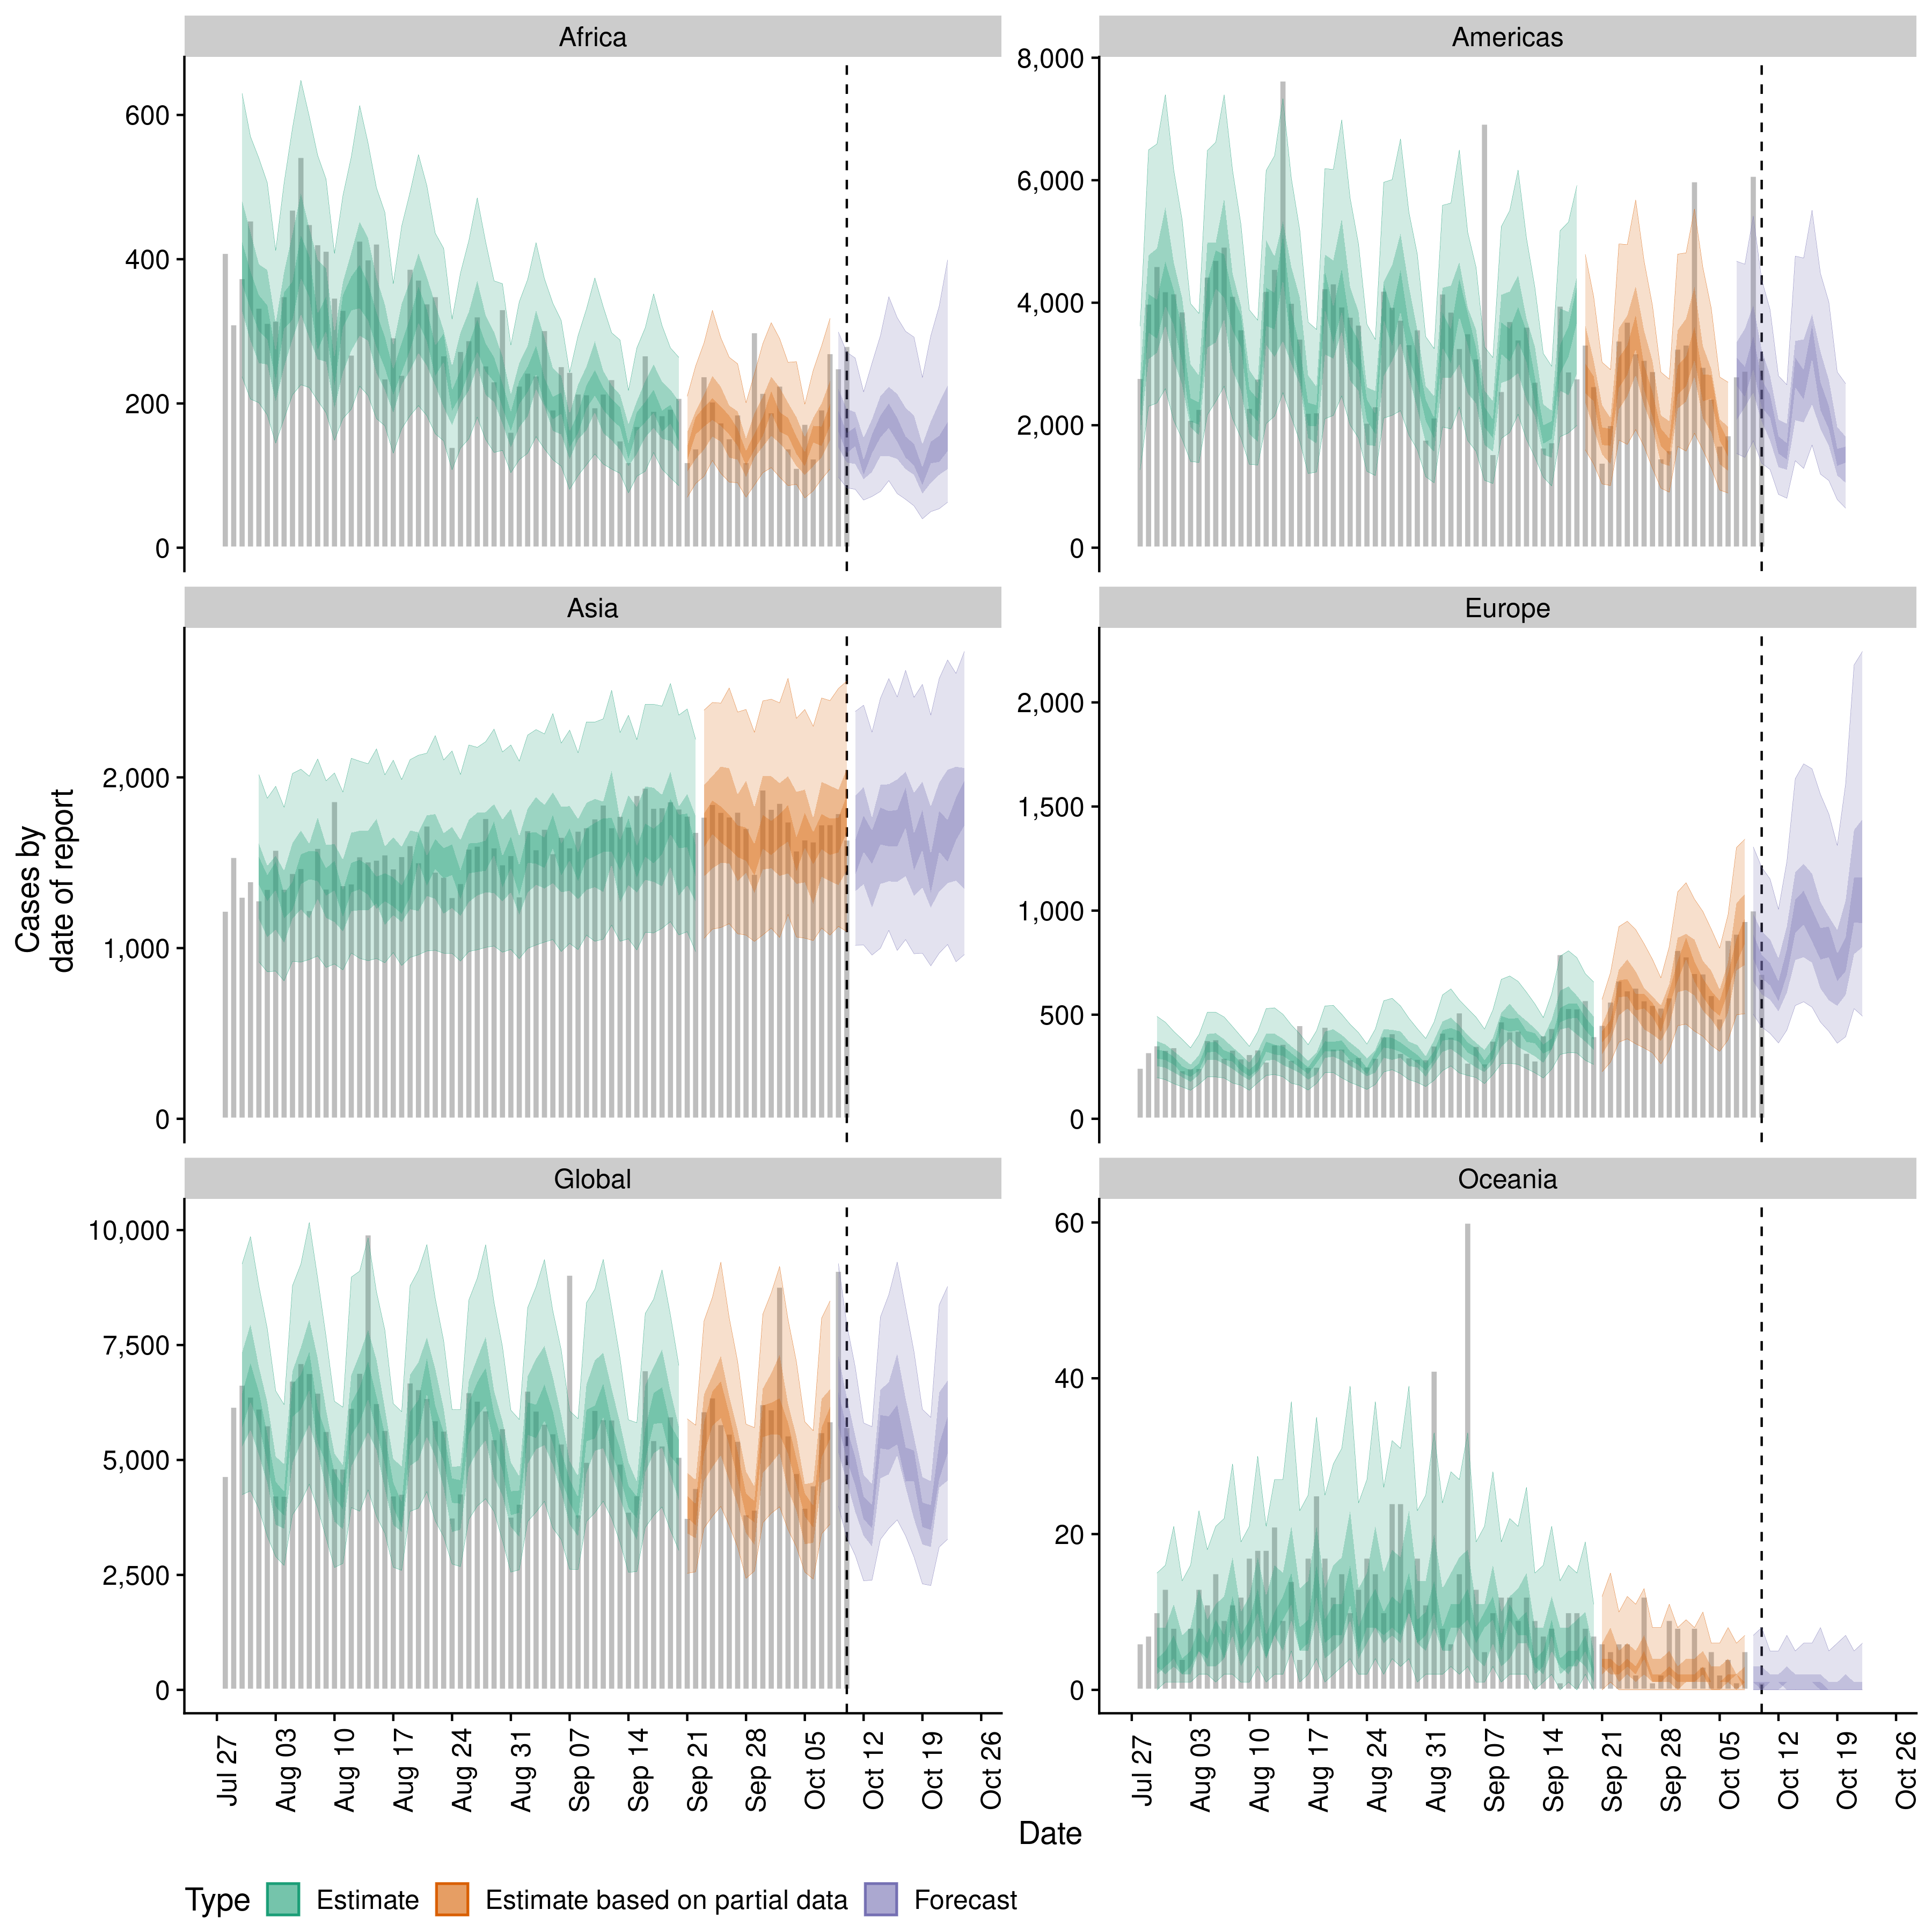 Africa
Americas
600
400
200
0
8,000
6,000
4,000
2,000
0
Asia
Europe
Cases by
date of report
2,000
1,000
0
2,000
1,500
1,000
500
0
Global
Oceania
10,000
7,500
5,000
2,500
0
60
40
20
0
Jul 27
Aug 03
Aug 10
Aug 17
Aug 24
Aug 31
Sep 07
Sep 14
Sep 21
Sep 28
Oct 05
Oct 12
Oct 19
Oct 26
Jul 27
Aug 03
Aug 10
Aug 17
Aug 24
Aug 31
Sep 07
Sep 14
Sep 21
Sep 28
Oct 05
Oct 12
Oct 19
Oct 26
Date
Type Estimate Estimate based on partial data Forecast